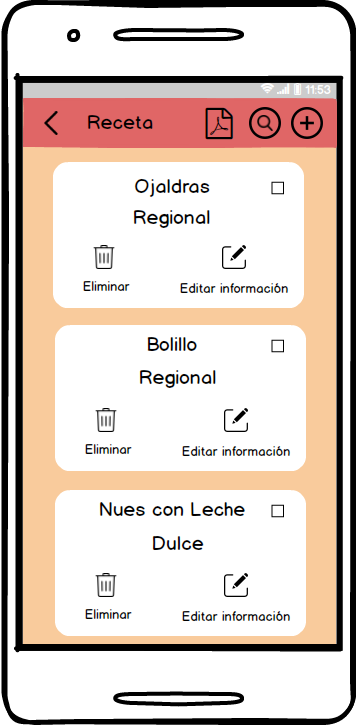 11:53
Receta
Ojaldras
Regional
Eliminar
Editar información
Bolillo
Regional
Eliminar
Editar información
Nues con Leche
Dulce
Eliminar
Editar información